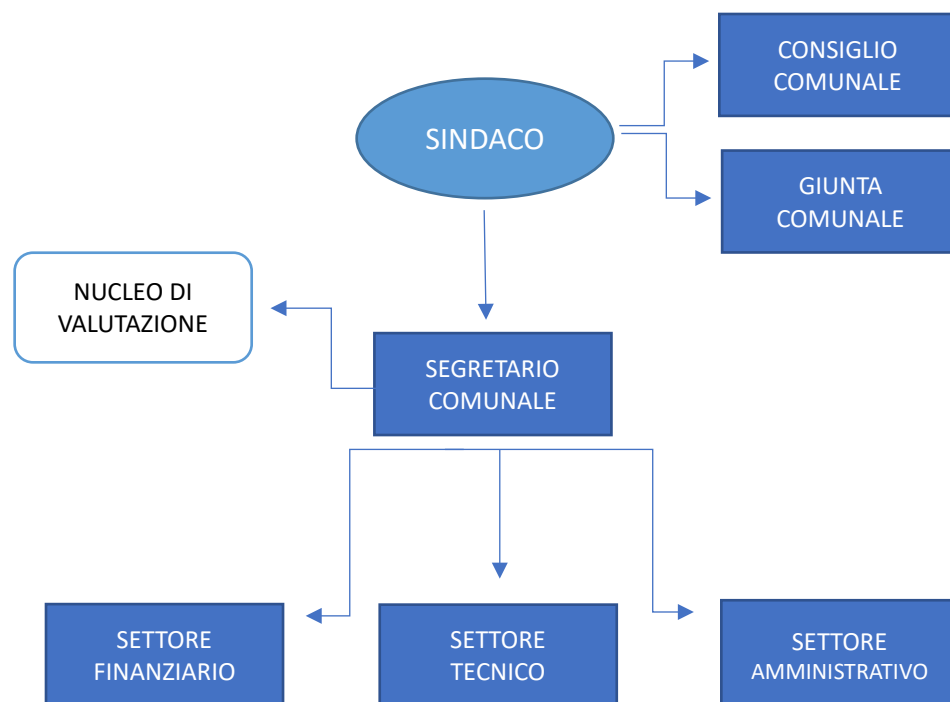 CONSIGLIO
COMUNALE
SINDACO
GIUNTA
COMUNALE
NUCLEO DI
VALUTAZIONE
SEGRETARIO
COMUNALE
SETTORE
FINANZIARIO
SETTORE
TECNICO
SETTORE
AMMINISTRATIVO